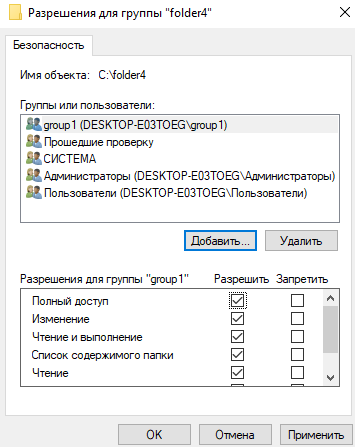 Разрешения для группы "folder4"
Безопасность
Имя объекта: C:\folder4
Группы или пользователи:
group1 (DESKTOP-E03TOEG\group1)
Прошедшие проверку
СИСТЕМА
Администраторы (DESKTOP-E03TOEG\Администраторы)
Пользователи (DESKTOP-E03TOEG\Пользователи)
Добавить... Удалить
Разрешения для группы "group1" Разрешить Запретить
Полный доступ
Изменение
Чтение и выполнение
Список содержимого папки
Чтение
OK Отмена Применить